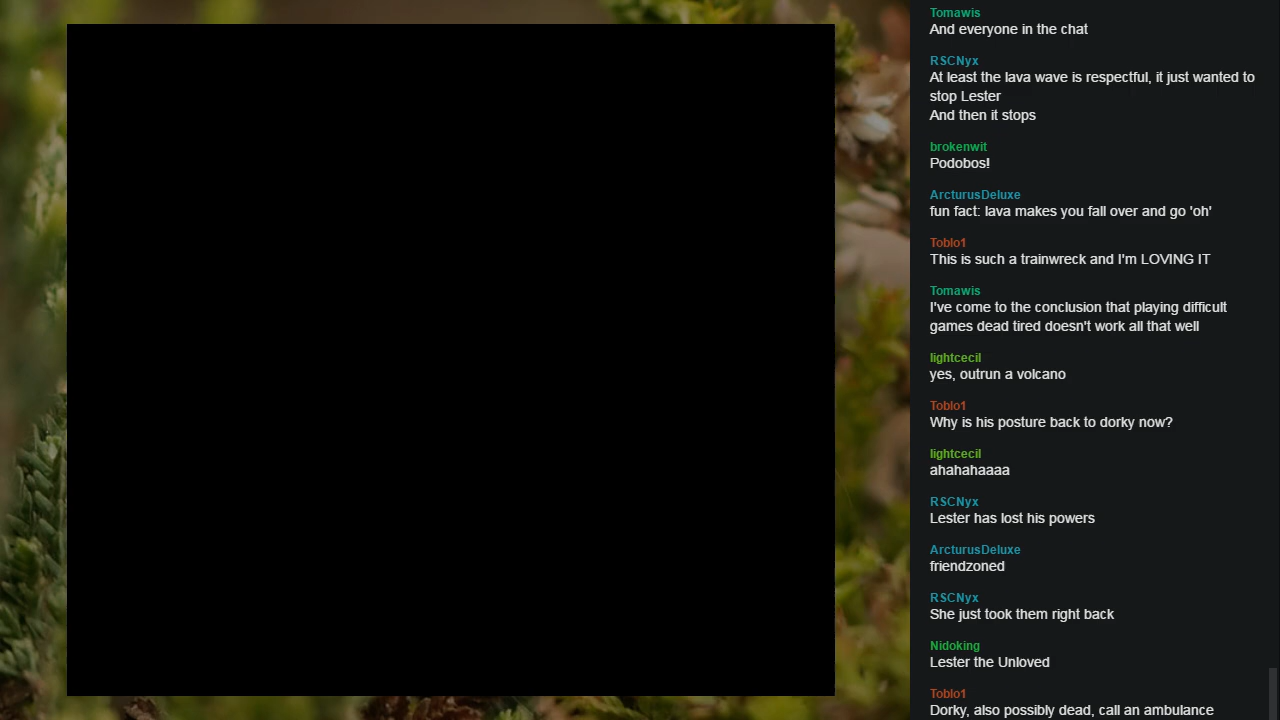 Tomawis
And everyone in the chat
RSCNyx
At least the lava wave is respectful, it just wanted to
stop Lester
And then it stops
brokenwit
Podobos!
ArcturusDeluxe
fun fact: lava makes you fall over and go 'oh'
Toblo1
This is such a trainwreck and I'm LOVING IT
Tomawis
I've come to the conclusion that playing difficult
games dead tired doesn't work all that well
lightcecil
yes, outrun a volcano
Toblo1
Why is his posture back to dorky now?
lightcecil
ahahahaaaa
RSCNyx
Lester has lost his powers
ArcturusDeluxe
friendzoned
RSCNyx
She just took them right back
Nidoking
Lester the Unloved
Toblo1
Dorky, also possibly dead, call an ambulance